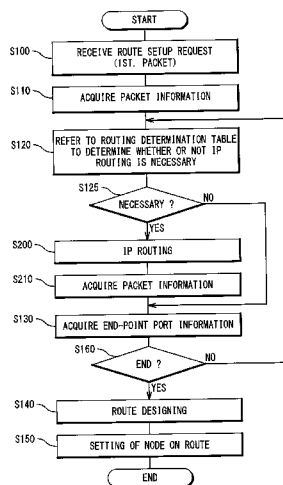 START
S100
RECEIVE ROUTE SETUP REQUEST
(1ST. PACKET)
S110
ACQUIRE PACKET INFORMATION
S120
REFER TO ROUTING DETERMINATION TABLE
TO DETERMINE WHETHER OR NOT IP
ROUTING IS NECESSARY
S125
NECESSARY ?
NO
YES
S200
IP ROUTING
S210
ACQUIRE PACKET INFORMATION
S130
ACQUIRE END-POINT PORT INFORMATION
S160
END ?
NO
YES
S140
ROUTE DESIGNING
S150
SETTING OF NODE ON ROUTE
END